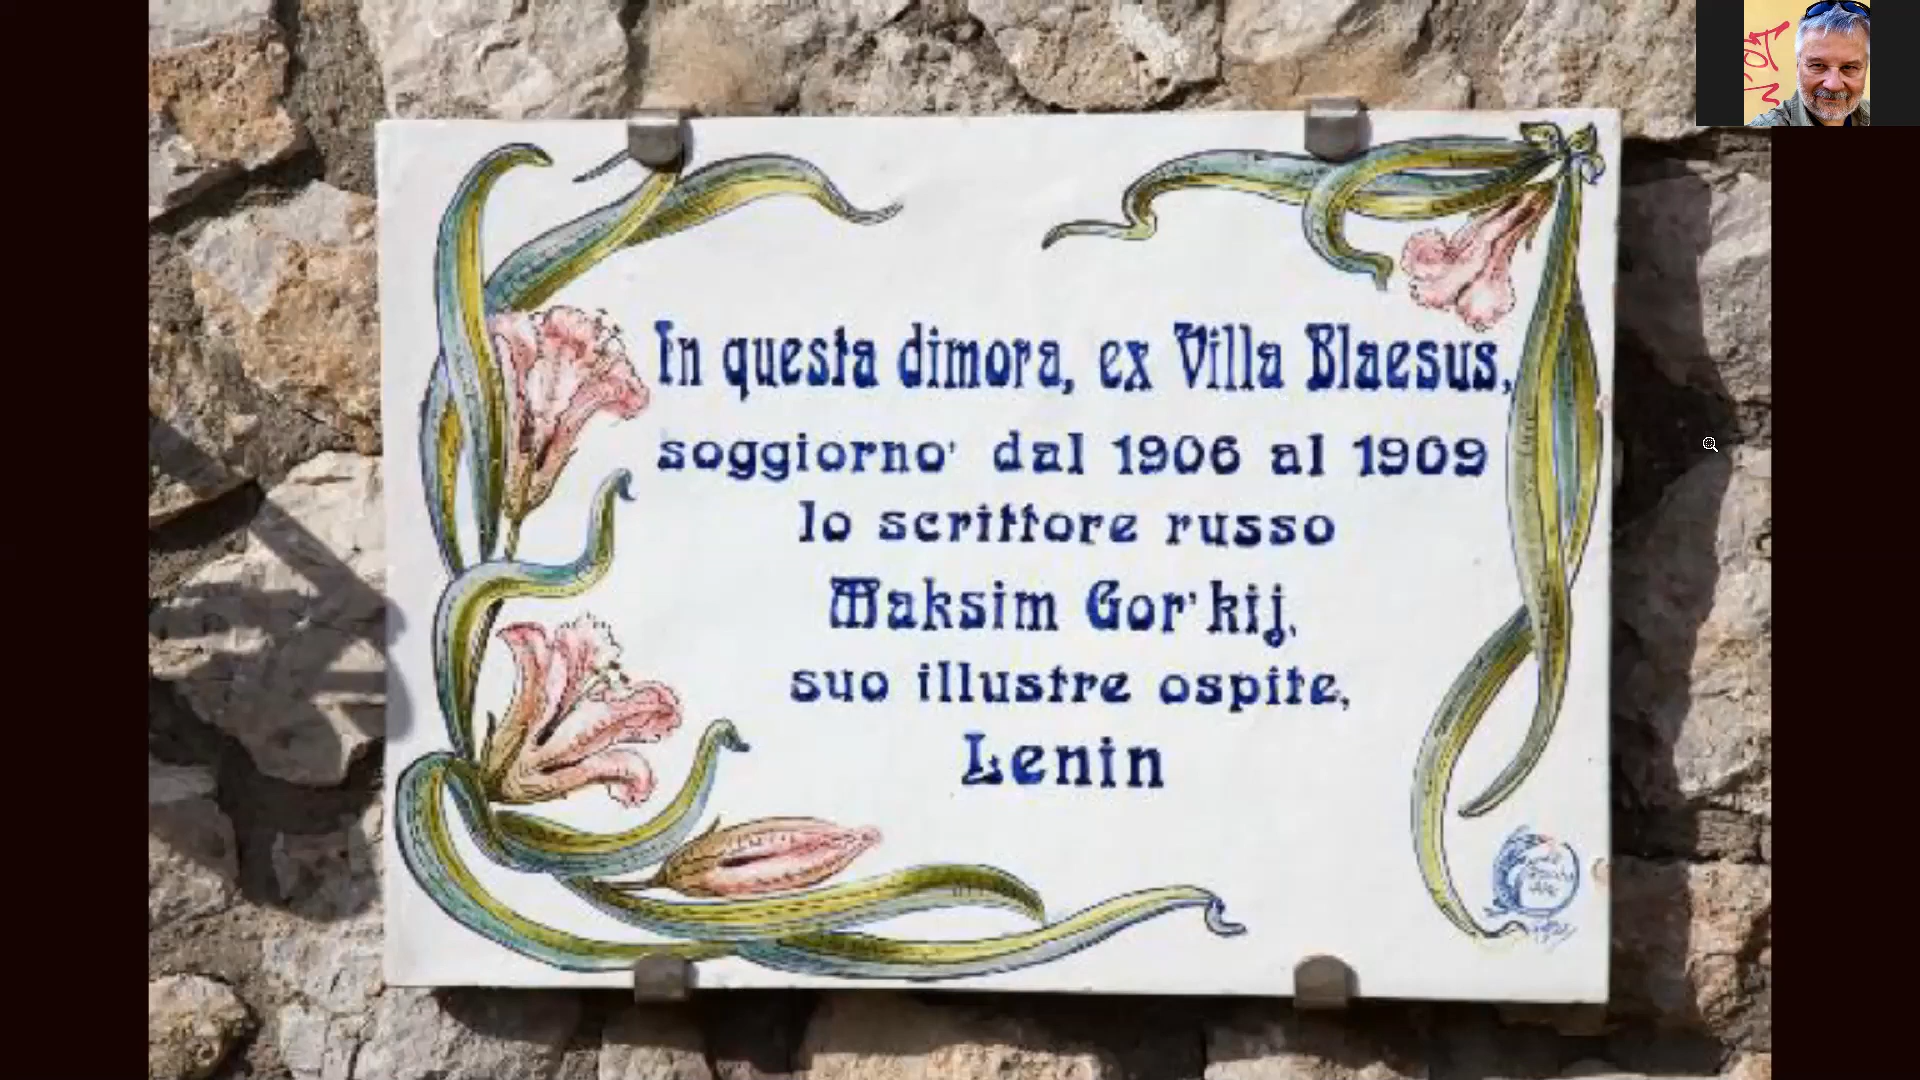 In questa dimora, ex Villa Blaesus,
soggiorno' dal 1906 al 1909
lo scrittore russo
Maksim Gor'kij,
suo illustre ospite,
Lenin